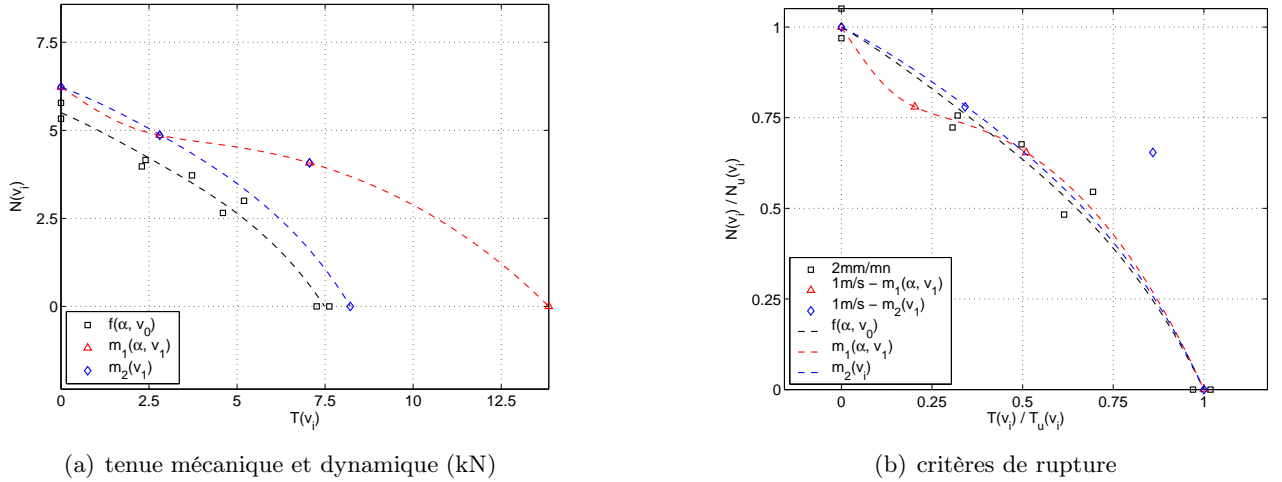 7.5
5
2.5
0
0
2.5
5
7.5
10
12.5
N(v_i)
T(v_i)
f(α, v_0)
m_1(α, v_1)
m_2(v_1)
(a) tenue mécanique et dynamique (kN)
1
0.75
0.5
0.25
0
0
0.25
0.5
0.75
1
N(v_i) / N_u(v_i)
T(v_i) / T_u(v_i)
2mm/mn
1m/s − m_1(α, v_1)
1m/s − m_2(v_1)
f(α, v_0)
m_1(α, v_1)
m_2(v_i)
(b) critères de rupture